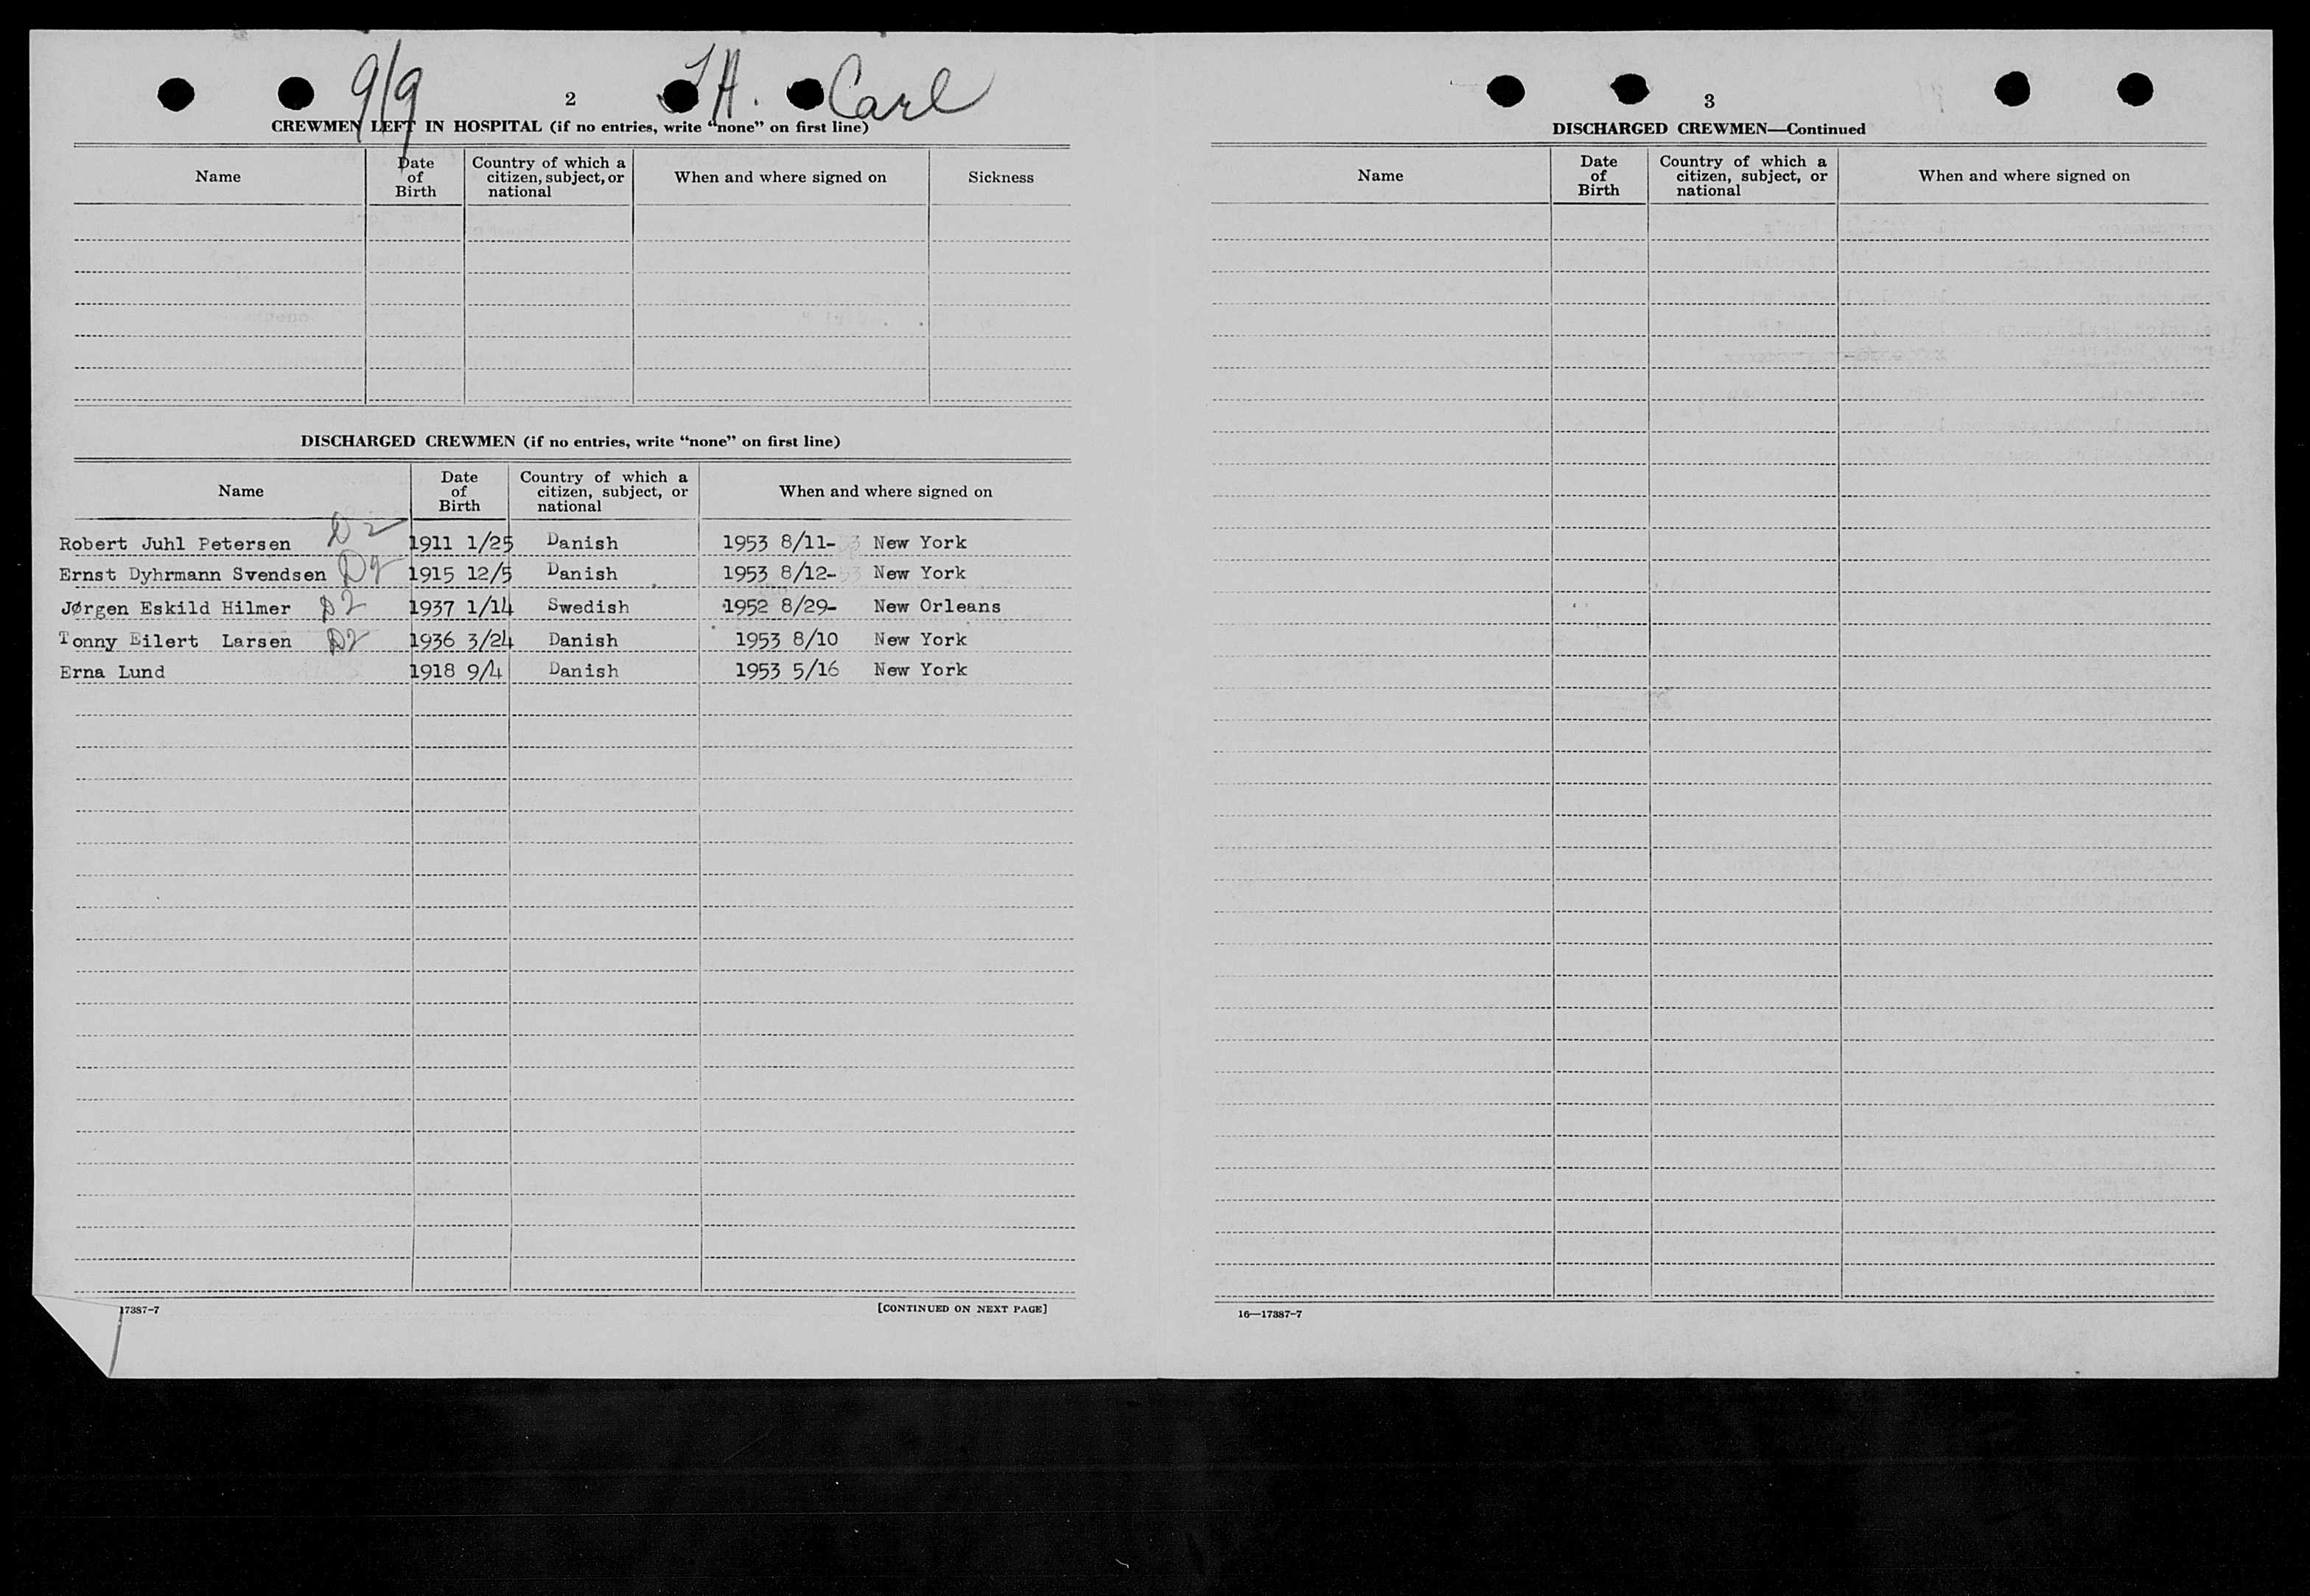 9/9
J.H. Carl
2
CREWMEN LEFT IN HOSPITAL (if no entries, write “none” on first line)
Name Date of Birth Country of which a citizen, subject, or national When and where signed on Sickness
DISCHARGED CREWMEN (if no entries, write “none” on first line)
Name Date of Birth Country of which a citizen, subject, or national When and where signed on
Robert Juhl Petersen D2 1911 1/25 Danish 1953 8/11- New York
Ernst Dyhrmann Svendsen D2 1915 12/5 Danish 1953 8/12- New York
Jørgen Eskild Hilmer D2 1937 1/14 Swedish 1952 8/29- New Orleans
Tonny Eilert Larsen D2 1936 3/24 Danish 1953 8/10 New York
Erna Lund 1918 9/4 Danish 1953 5/16 New York
17387-7 [CONTINUED ON NEXT PAGE]
3
DISCHARGED CREWMEN—Continued
Name Date of Birth Country of which a citizen, subject, or national When and where signed on
16—17387-7